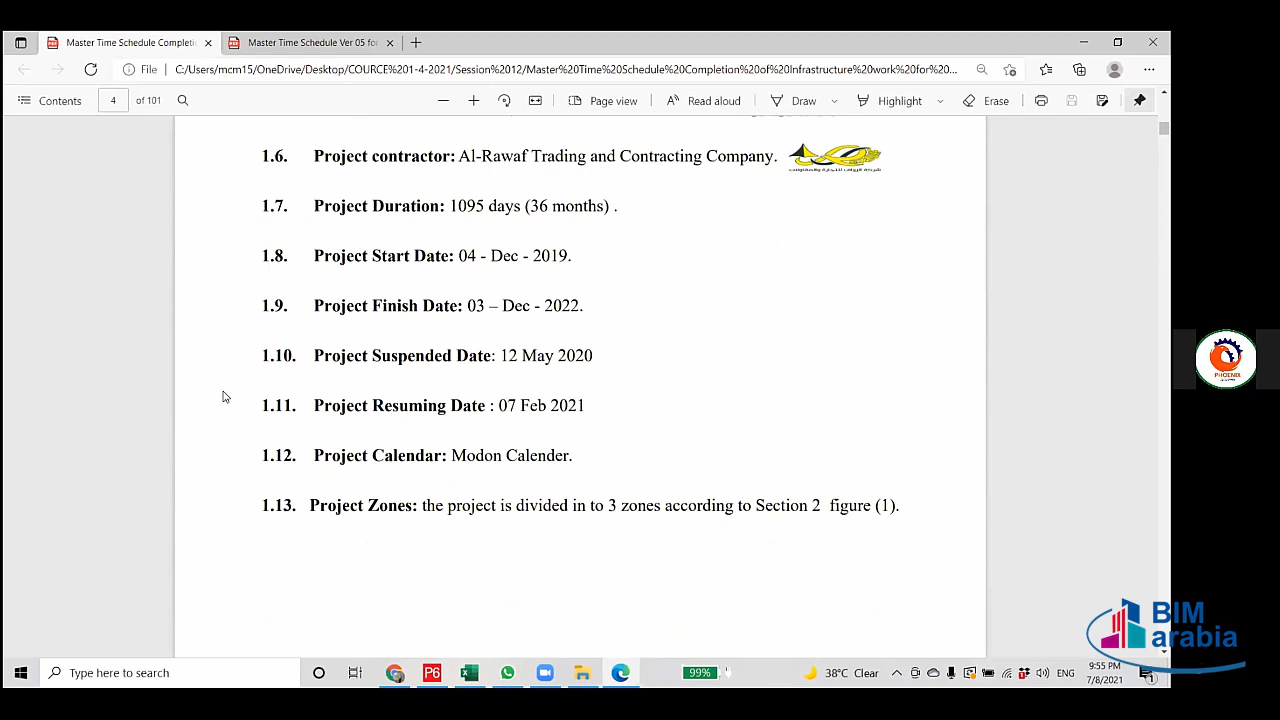 Master Time Schedule Completi
Master Time Schedule Ver 05 for
File
C:/Users/mcm15/OneDrive/Desktop/COURCE%201-4-2021/Session%2012/Master%20Time%20Schedule%20Completion%20of%20Infrastructure%20work%20for%20...
Contents
4
of 101
Page view
Read aloud
Draw
Highlight
Erase
1.6. Project contractor: Al-Rawaf Trading and Contracting Company.
شركة الرواف للتجارة والمقاولات
1.7. Project Duration: 1095 days (36 months) .
1.8. Project Start Date: 04 - Dec - 2019.
1.9. Project Finish Date: 03 – Dec - 2022.
1.10. Project Suspended Date: 12 May 2020
1.11. Project Resuming Date : 07 Feb 2021
1.12. Project Calendar: Modon Calender.
1.13. Project Zones: the project is divided in to 3 zones according to Section 2 figure (1).
PHOENIX
BIM
arabia
Type here to search
P6
99%
38°C Clear
ENG
9:55 PM
7/8/2021